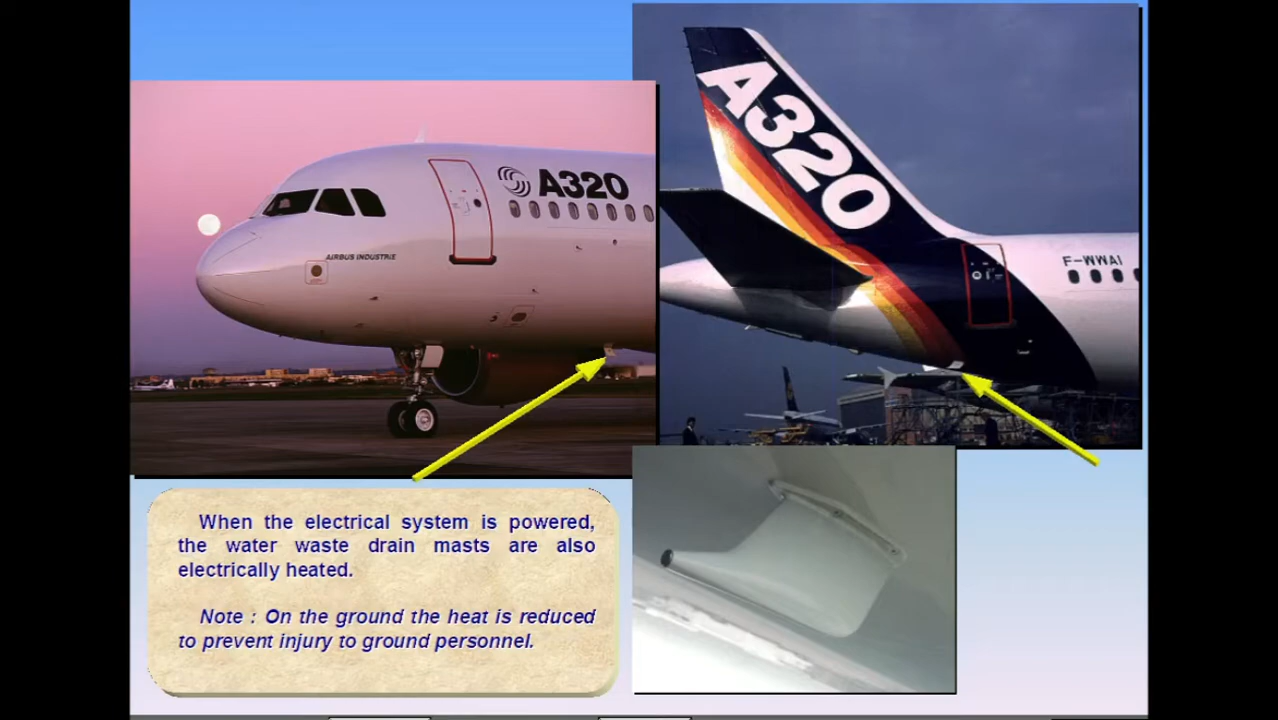 A320
A320
AIRBUS INDUSTRIE
F-WWAI
When the electrical system is powered,
the water waste drain masts are also
electrically heated.
Note : On the ground the heat is reduced
to prevent injury to ground personnel.